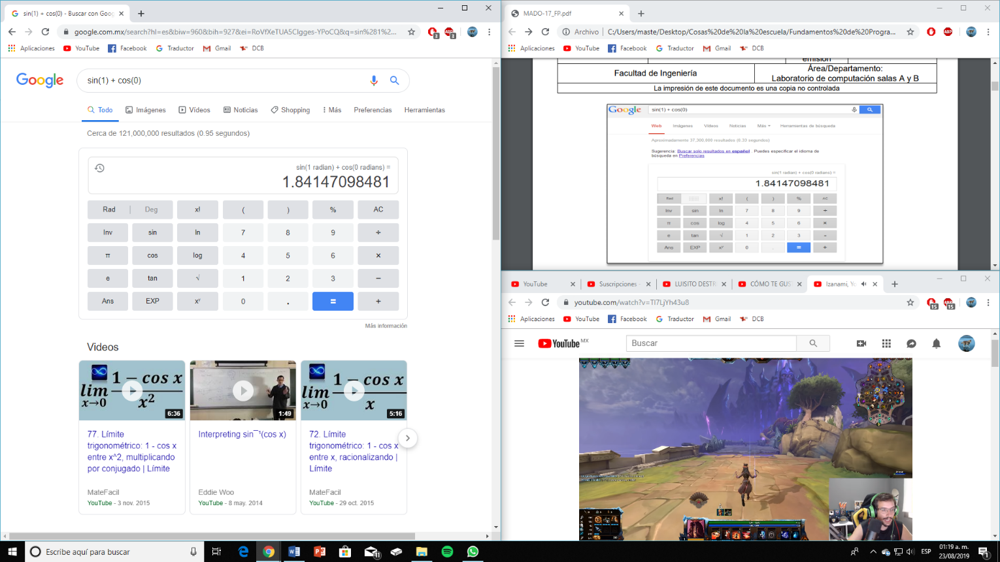 sin(1) + cos(0) - Buscar con Goog
google.com.mx/search?hl=es&biw=960&bih=927&ei=RoVfXeTUA5CIgges-YPoCQ&q=sin%281%2...
3
3
Aplicaciones YouTube Facebook Traductor Gmail DCB
Google
sin(1) + cos(0)
Todo Imágenes Vídeos Noticias Shopping Más Preferencias Herramientas
Cerca de 121,000,000 resultados (0.95 segundos)
sin(1 radian) + cos(0 radians) =
1.84147098481
Rad Deg x! ( ) % AC
Inv sin ln 7 8 9 ÷
π cos log 4 5 6 ×
e tan √ 1 2 3 −
Ans EXP xʸ 0 . = +
Más información
Videos
lim x→0 1 − cos x x² 6:36
1:49
lim x→0 1 − cos x x 5:16
77. Límite
trigonométrico: 1 - cos x
entre x^2, multiplicando
por conjugado | Límite
MateFacil
YouTube - 3 nov. 2015
Interpreting sin⁻¹(cos x)
Eddie Woo
YouTube - 8 may. 2014
72. Límite
trigonométrico: 1 - cos x
entre x, racionalizando |
Límite
MateFacil
YouTube - 29 oct. 2015
MADO-17_FP.pdf
Archivo C:/Users/maste/Desktop/Cosas%20de%20la%20escuela/Fundamentos%20de%20Progra...
ABP
Aplicaciones YouTube Facebook Traductor Gmail DCB
emisión
Facultad de Ingeniería
Área/Departamento:
Laboratorio de computación salas A y B
La impresión de este documento es una copia no controlada
Google sin(1) + cos(0)
Web Imágenes Vídeos Noticias Más Herramientas de búsqueda
Aproximadamente 37,300,000 resultados (0.33 segundos)
Sugerencia: Buscar solo resultados en español . Puedes especificar el idioma de
búsqueda en Preferencias
sin(1 radian) + cos(0 radians) =
1.84147098481
Rad x! ( ) % AC
Inv sin ln 7 8 9 ÷
π cos log 4 5 6 ×
e tan √ 1 2 3 -
Ans EXP xʸ 0 . = +
YouTube Suscripciones - LUISITO DESTR CÓMO TE GUS Izanami, Yo
youtube.com/watch?v=Tl7LjYh43u8
15
15
Aplicaciones YouTube Facebook Traductor Gmail DCB
YouTube MX
Buscar
Escribe aquí para buscar
11
ESP
01:19 a. m.
23/08/2019
1